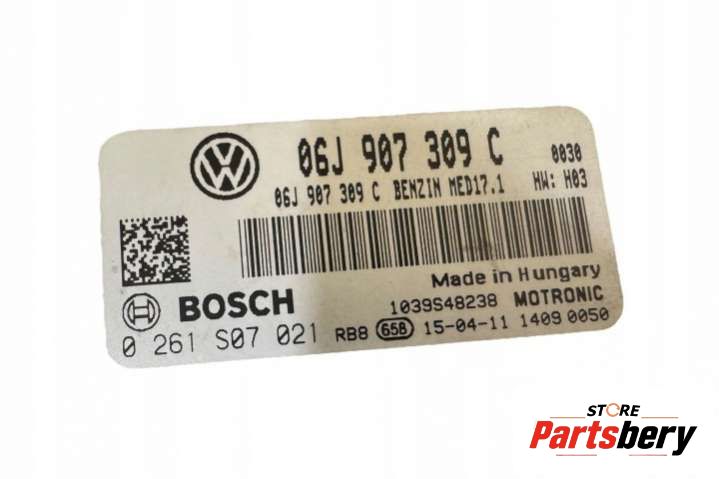 06J 907 309 C 0030
06J 907 309 C BENZIN MED17.1 HW: H03
Made in Hungary
BOSCH 1039S48238 MOTRONIC
0 261 S07 021 RB8 658 15-04-11 1409 0050
STORE
Partsbery